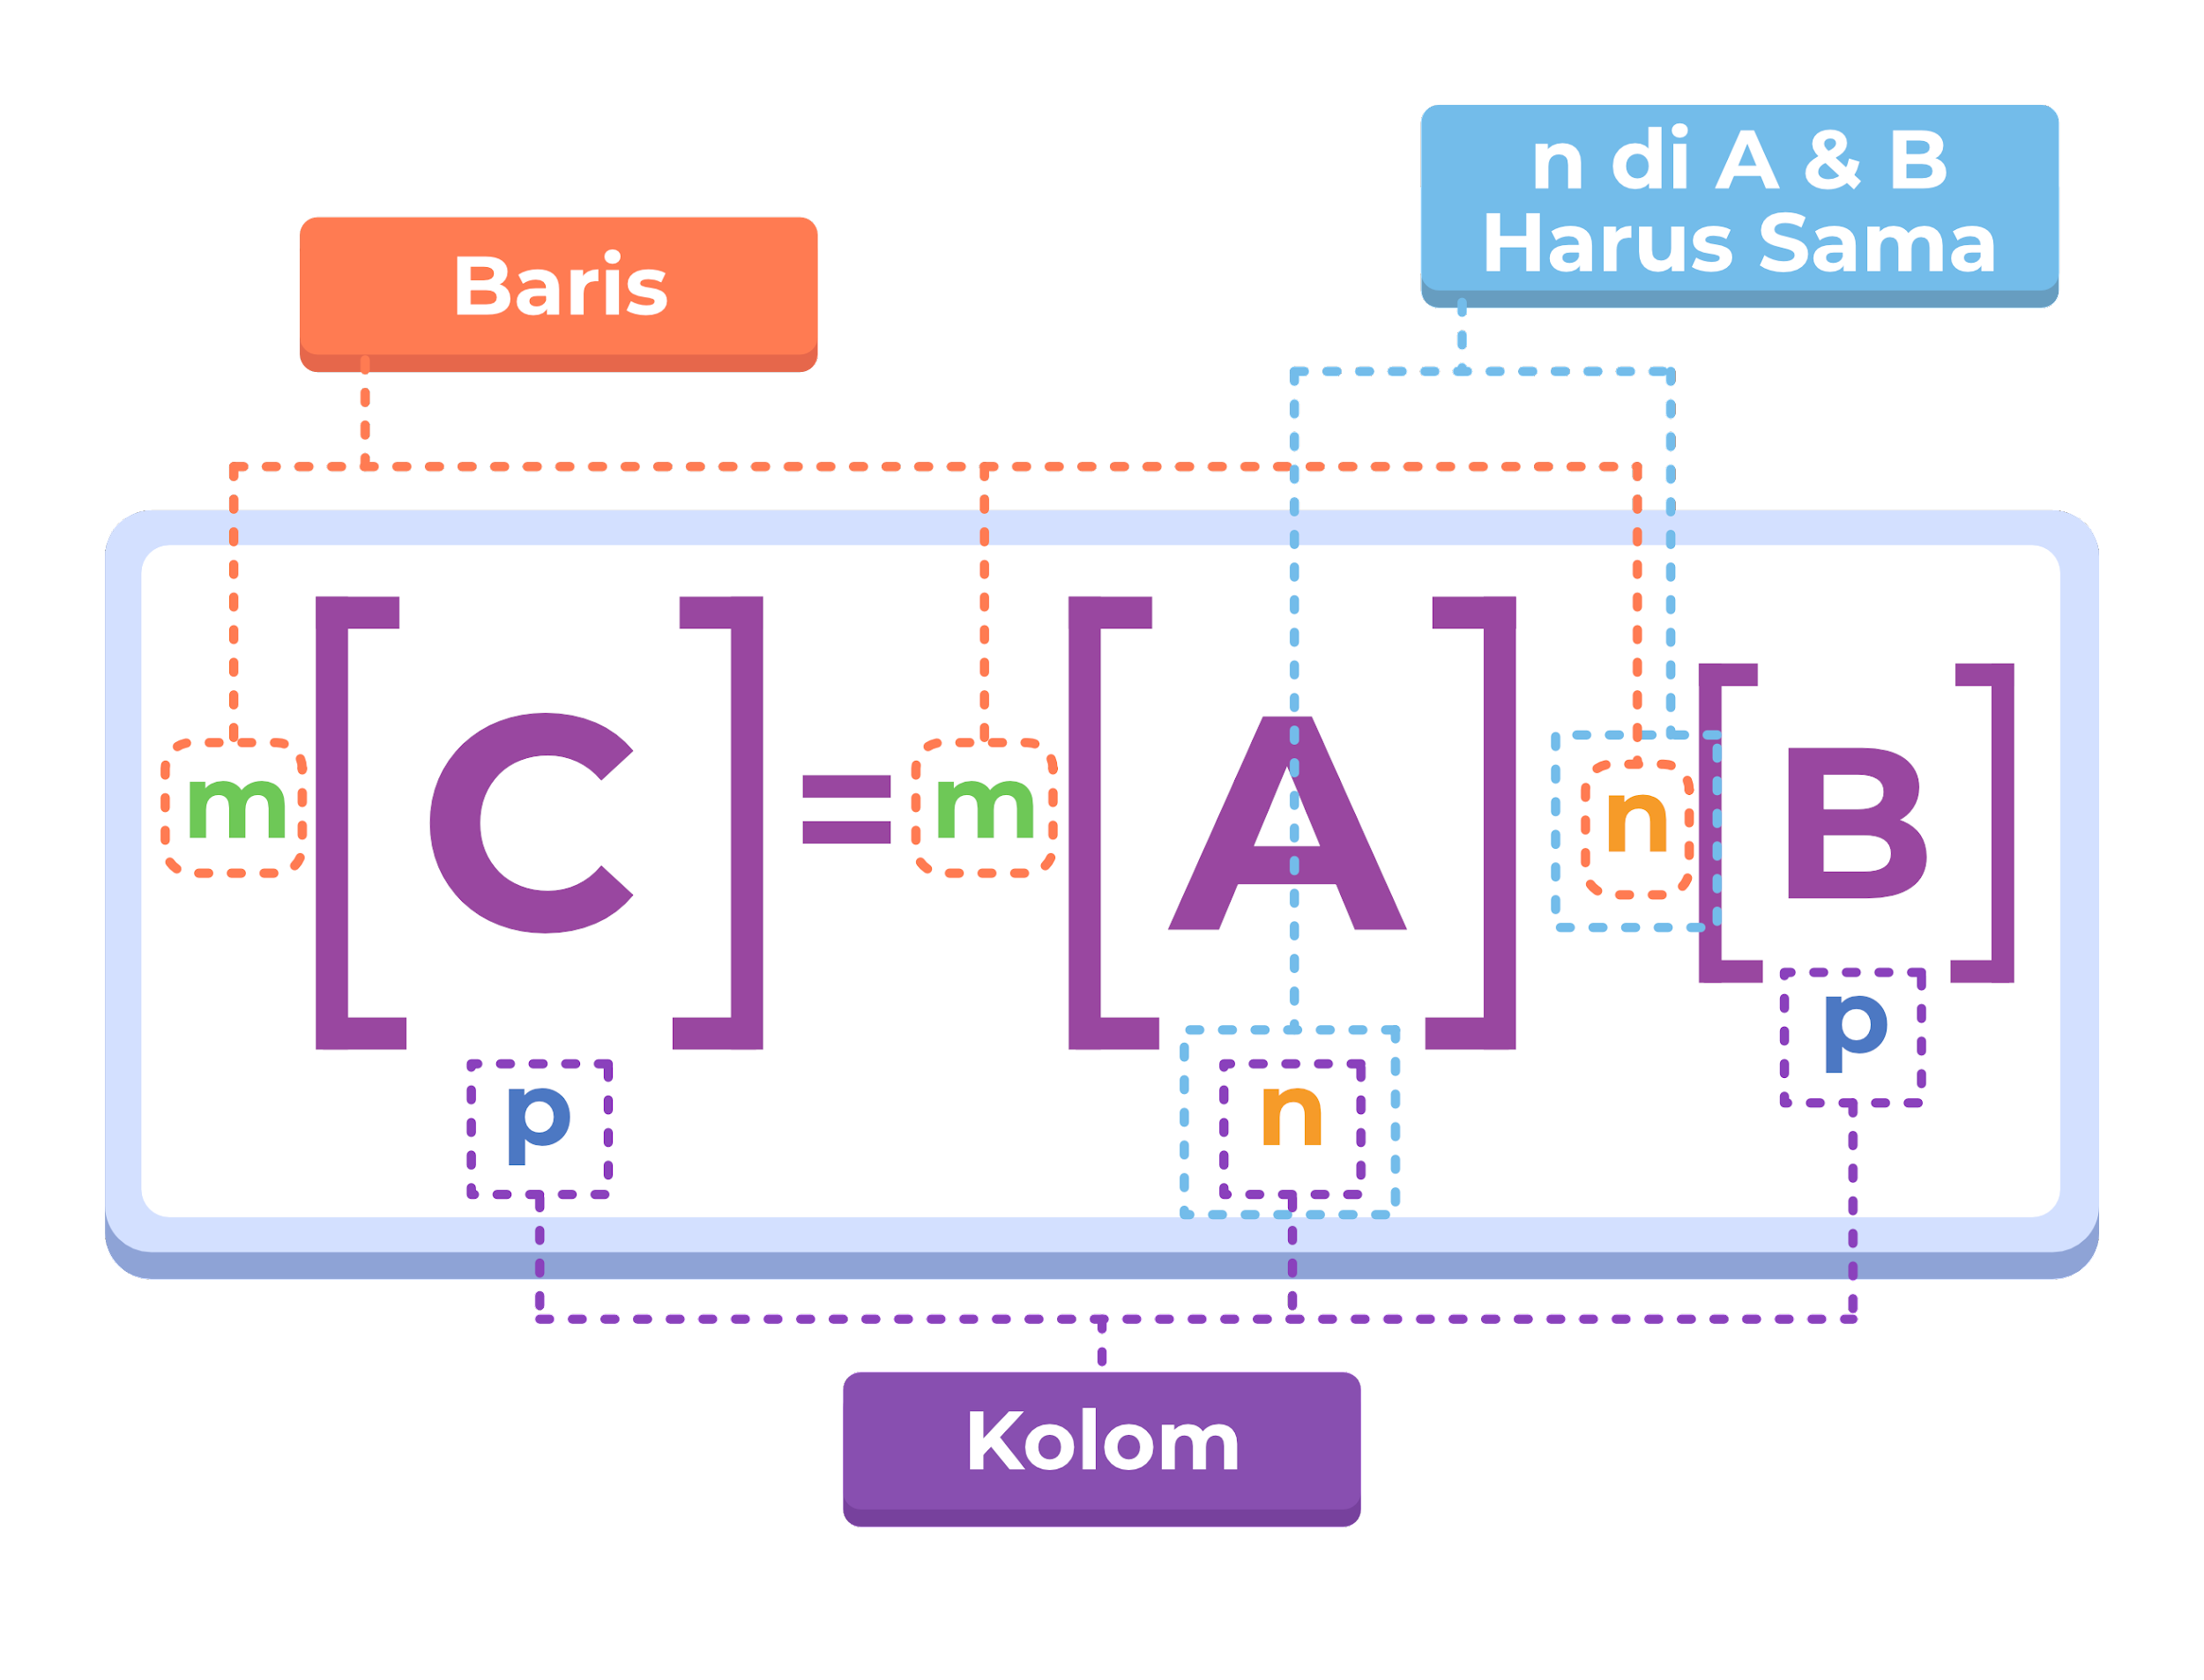 n di A & B
Harus Sama
Baris
m [C] = m [A] n [B]
p n p
Kolom